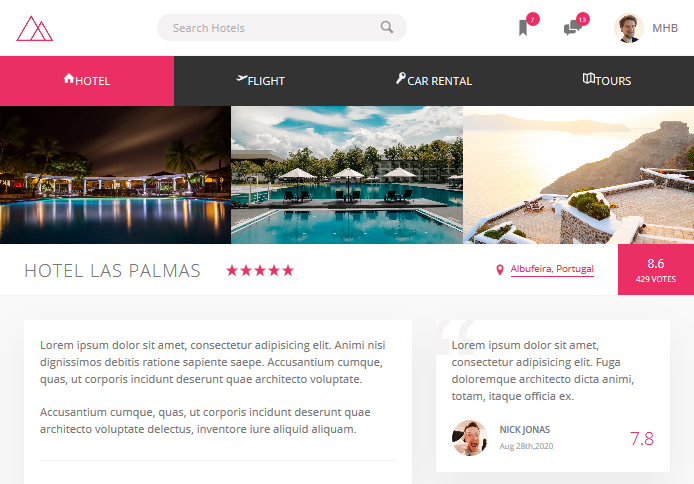 Search Hotels
7
13
MHB
HOTEL
FLIGHT
CAR RENTAL
TOURS
HOTEL LAS PALMAS
Albufeira, Portugal
8.6
429 VOTES
Lorem ipsum dolor sit amet, consectetur adipisicing elit. Animi nisi
dignissimos debitis ratione sapiente saepe. Accusantium cumque,
quas, ut corporis incidunt deserunt quae architecto voluptate.
Accusantium cumque, quas, ut corporis incidunt deserunt quae
architecto voluptate delectus, inventore iure aliquid aliquam.
“
Lorem ipsum dolor sit amet,
consectetur adipisicing elit. Fuga
doloremque architecto dicta animi,
totam, itaque officia ex.
NICK JONAS
Aug 28th,2020
7.8